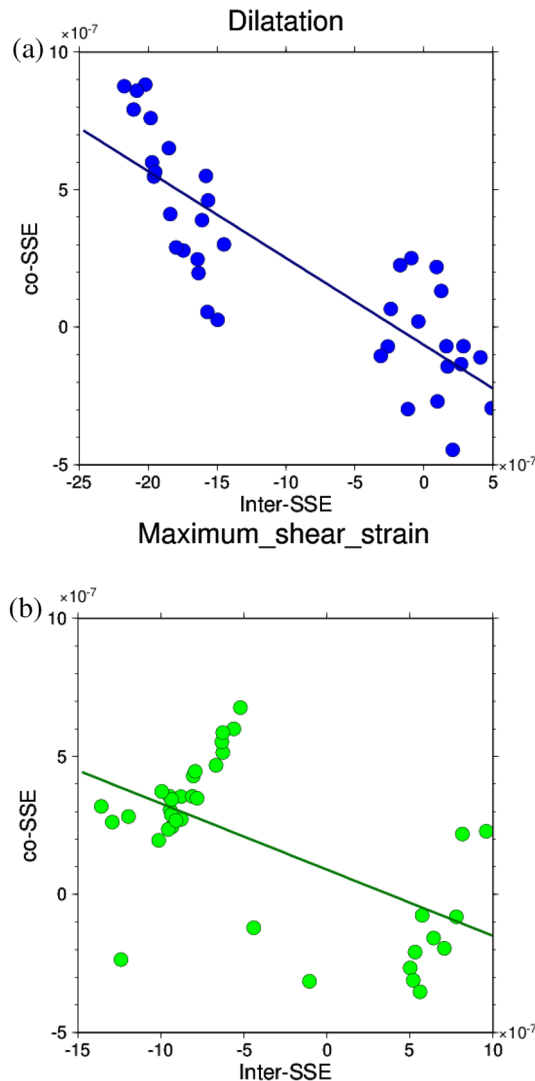 Dilatation
(a)
×10⁻⁷
10
5
0
-5
co-SSE
-25 -20 -15 -10 -5 0 5
×10⁻⁷
Inter-SSE
Maximum_shear_strain
(b)
×10⁻⁷
10
5
0
-5
co-SSE
-15 -10 -5 0 5 10
×10⁻⁷
Inter-SSE